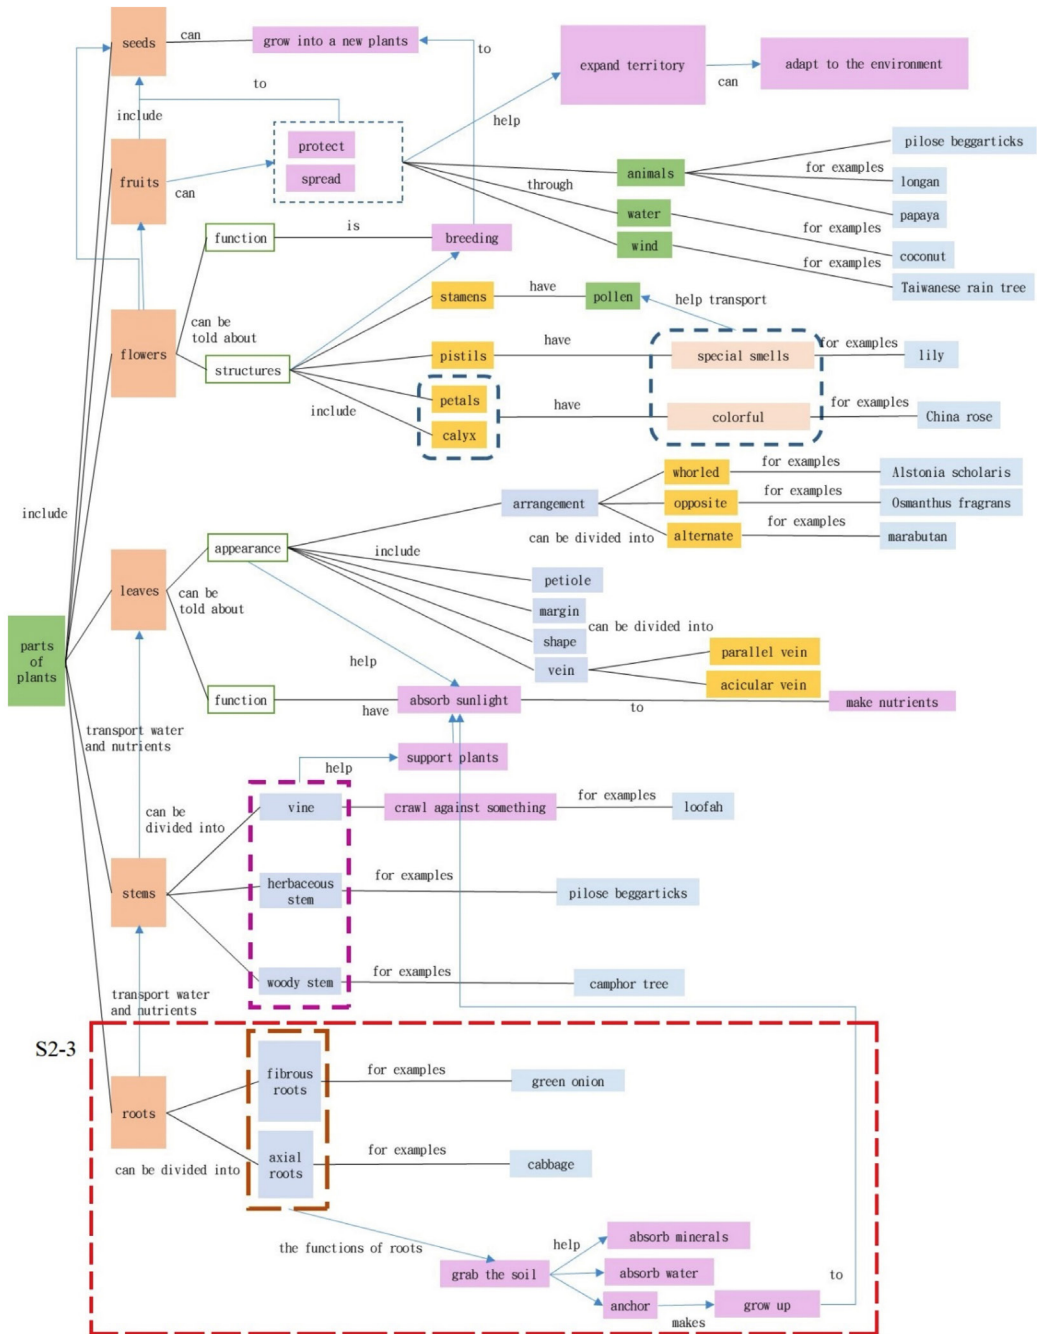 seeds
can
grow into a new plants
to
expand territory
can
adapt to the environment
to
include
help
protect
spread
fruits
can
animals
through
water
wind
for examples
pilose beggarticks
longan
papaya
for examples
coconut
for examples
Taiwanese rain tree
function
is
breeding
can be
told about
flowers
structures
include
stamens
have
pollen
help transport
pistils
have
special smells
for examples
lily
petals
calyx
have
colorful
for examples
China rose
include
arrangement
can be divided into
whorled
for examples
Alstonia scholaris
opposite
for examples
Osmanthus fragrans
alternate
for examples
marabutan
appearance
include
leaves
can be
told about
petiole
margin
shape
can be divided into
vein
parallel vein
acicular vein
parts
of
plants
help
function
have
absorb sunlight
to
make nutrients
transport water
and nutrients
support plants
help
can be
divided into
vine
crawl against something
for examples
loofah
stems
herbaceous
stem
for examples
pilose beggarticks
woody stem
for examples
camphor tree
transport water
and nutrients
S2-3
fibrous
roots
for examples
green onion
roots
can be divided into
axial
roots
for examples
cabbage
the functions of roots
grab the soil
help
absorb minerals
absorb water
anchor
makes
grow up
to